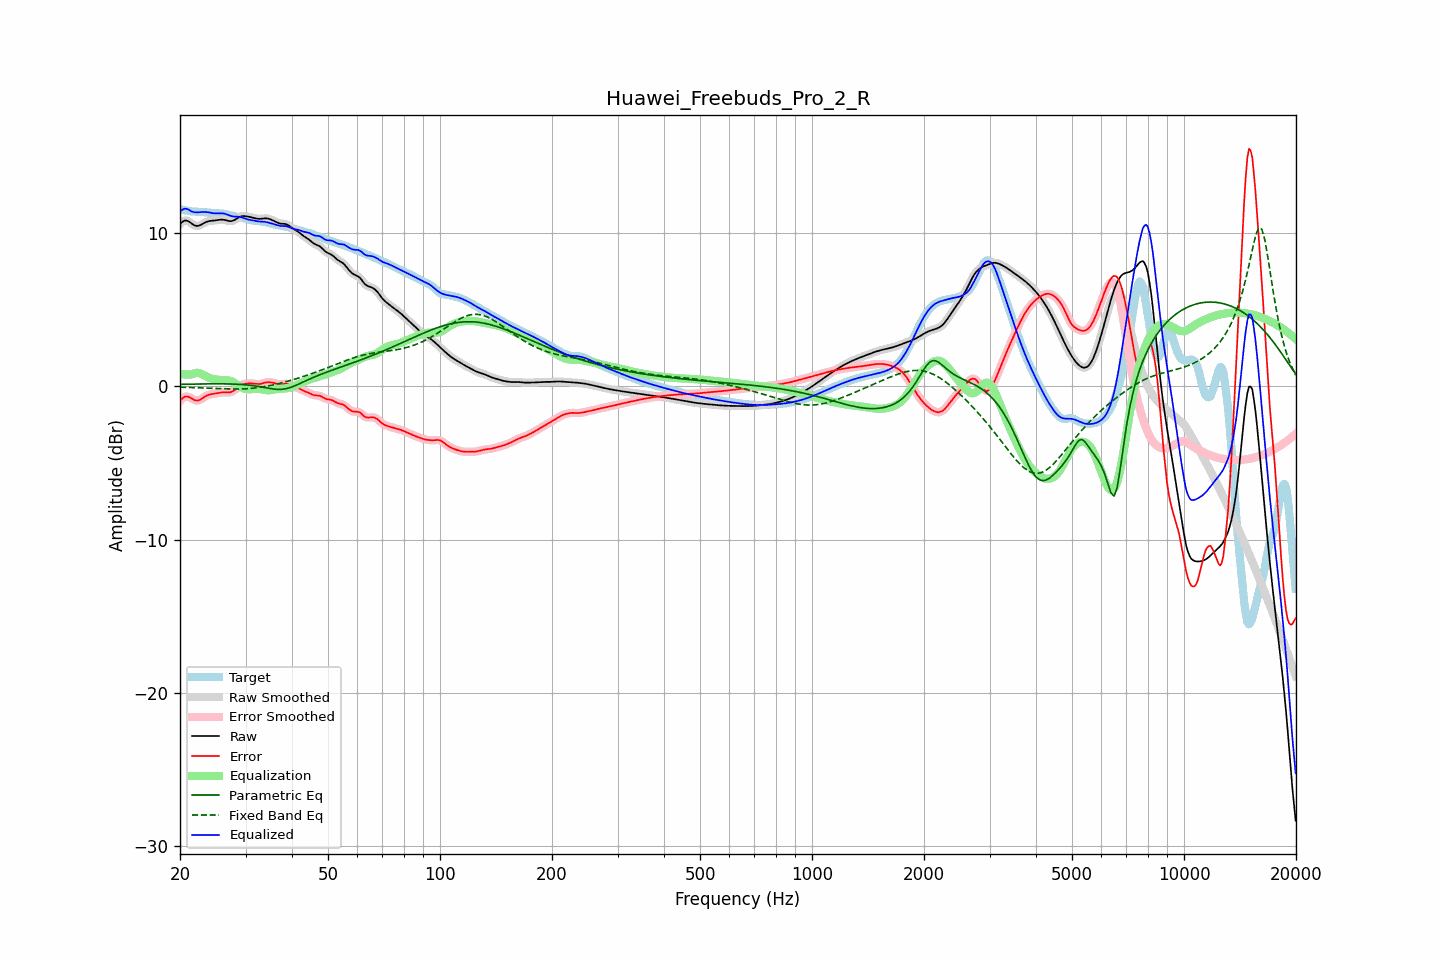 Huawei_Freebuds_Pro_2_R
Amplitude (dBr)
10
0
−10
−20
−30
Target
Raw Smoothed
Error Smoothed
Raw
Error
Equalization
Parametric Eq
Fixed Band Eq
Equalized
20 50 100 200 500 1000 2000 5000 10000 20000
Frequency (Hz)